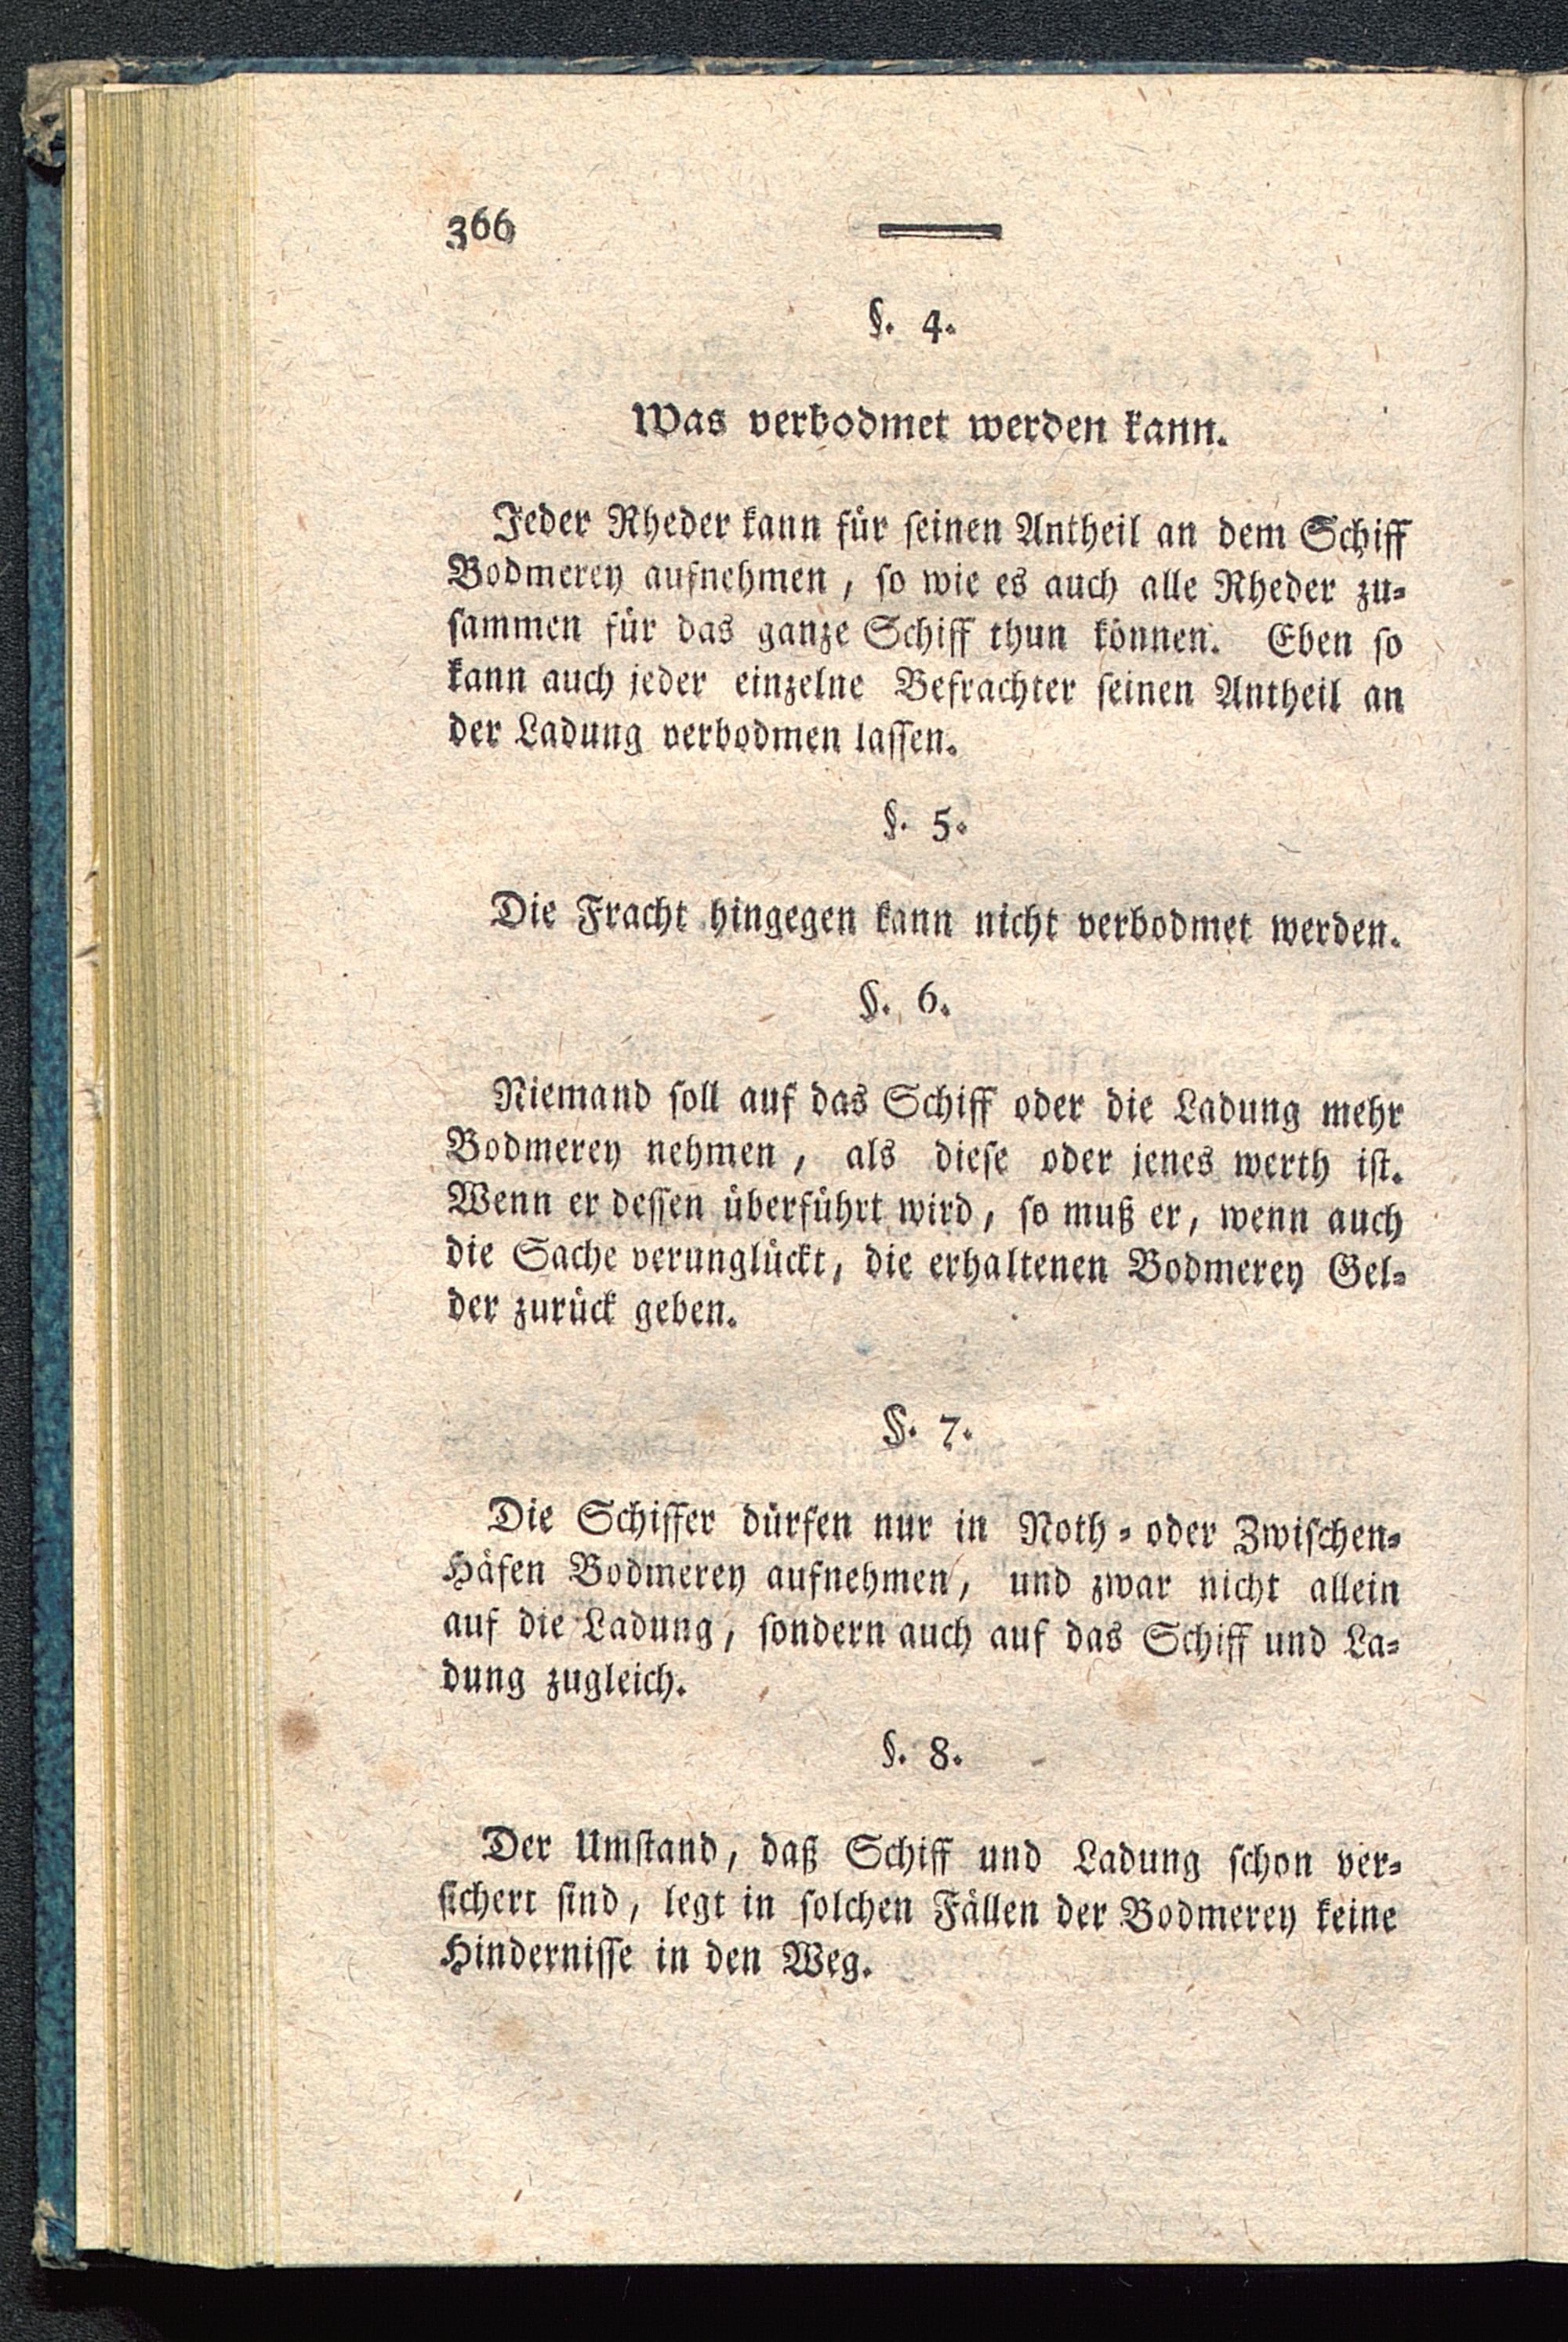 366
§. 4.
Was verbodmet werden kann.
Jeder Rheder kann für seinen Antheil an dem Schiff
Bodmerey aufnehmen, so wie es auch alle Rheder zu-
sammen für das ganze Schiff thun können. Eben so
kann auch jeder einzelne Befrachter seinen Antheil an
der Ladung verbodmen lassen.
§. 5.
Die Fracht hingegen kann nicht verbodmet werden.
§. 6.
Niemand soll auf das Schiff oder die Ladung mehr
Bodmerey nehmen, als diese oder jenes werth ist.
Wenn er dessen überführt wird, so muß er, wenn auch
die Sache verunglückt, die erhaltenen Bodmerey Gel-
der zurück geben.
§. 7.
Die Schiffer dürfen nur in Noth- oder Zwischen-
Häfen Bodmerey aufnehmen, und zwar nicht allein
auf die Ladung, sondern auch auf das Schiff und La-
dung zugleich.
§. 8.
Der Umstand, daß Schiff und Ladung schon ver-
sichert sind, legt in solchen Fällen der Bodmerey keine
Hindernisse in den Weg.